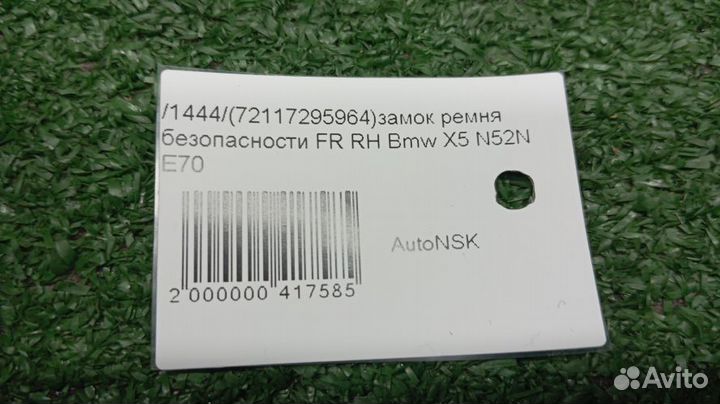 /1444/(72117295964)замок ремня
безопасности FR RH Bmw X5 N52N
E70
AutoNSK
2 000000 417585
Avito